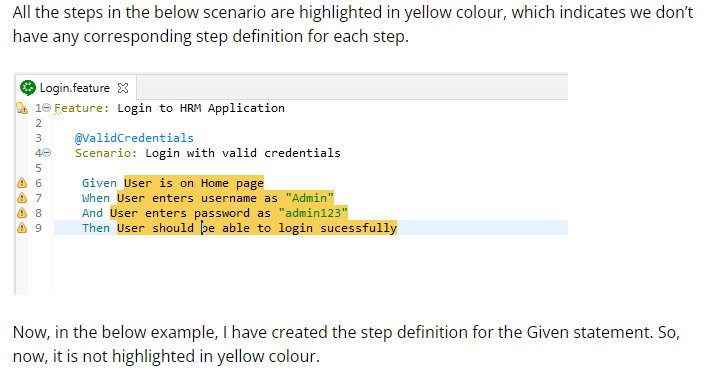 All the steps in the below scenario are highlighted in yellow colour, which indicates we don’t
have any corresponding step definition for each step.
Login.feature
1 Feature: Login to HRM Application
2
3 @ValidCredentials
4 Scenario: Login with valid credentials
5
6 Given User is on Home page
7 When User enters username as "Admin"
8 And User enters password as "admin123"
9 Then User should be able to login sucessfully
Now, in the below example, I have created the step definition for the Given statement. So,
now, it is not highlighted in yellow colour.